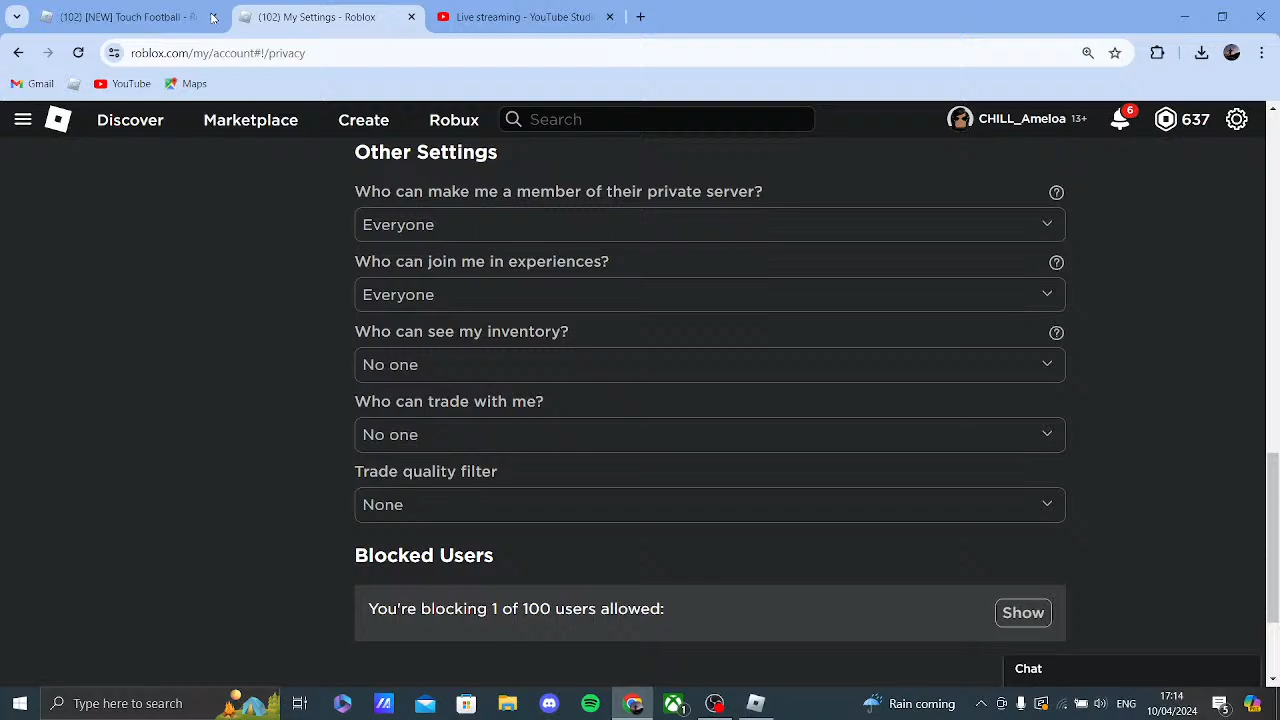 (102) [NEW] Touch Football - Ro
(102) My Settings - Roblox
Live streaming - YouTube Studi
roblox.com/my/account#!/privacy
Gmail
YouTube
Maps
Discover
Marketplace
Create
Robux
Search
CHILL_Ameloa 13+
6
637
Other Settings
Who can make me a member of their private server?
Everyone
Who can join me in experiences?
Everyone
Who can see my inventory?
No one
Who can trade with me?
No one
Trade quality filter
None
Blocked Users
You're blocking 1 of 100 users allowed:
Show
Chat
Type here to search
1
Rain coming
ENG
17:14
10/04/2024
5